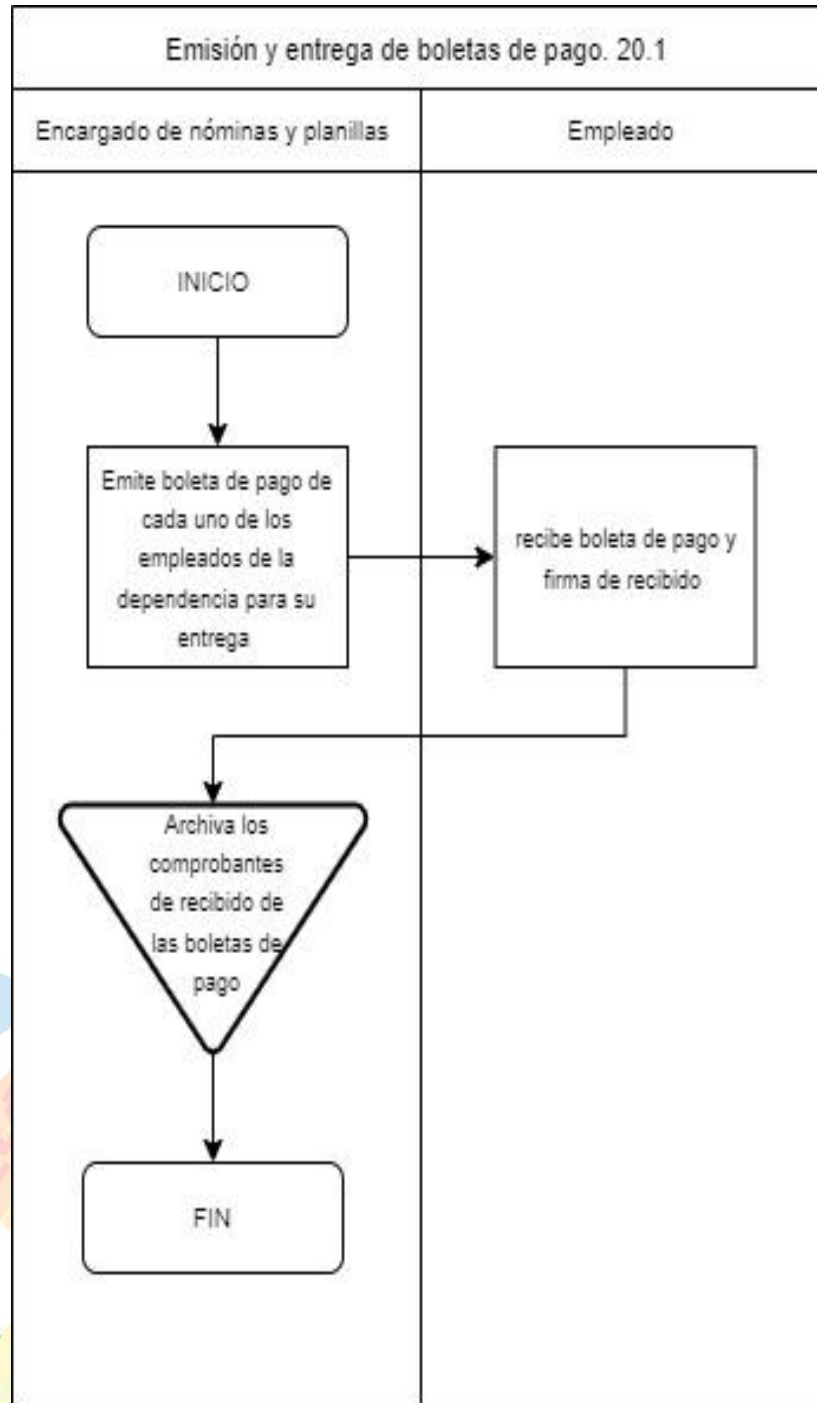 Emisión y entrega de boletas de pago. 20.1
Encargado de nóminas y planillas
Empleado
INICIO
Emite boleta de pago de
cada uno de los
empleados de la
dependencia para su
entrega
recibe boleta de pago y
firma de recibido
Archiva los
comprobantes
de recibido de
las boletas de
pago
FIN